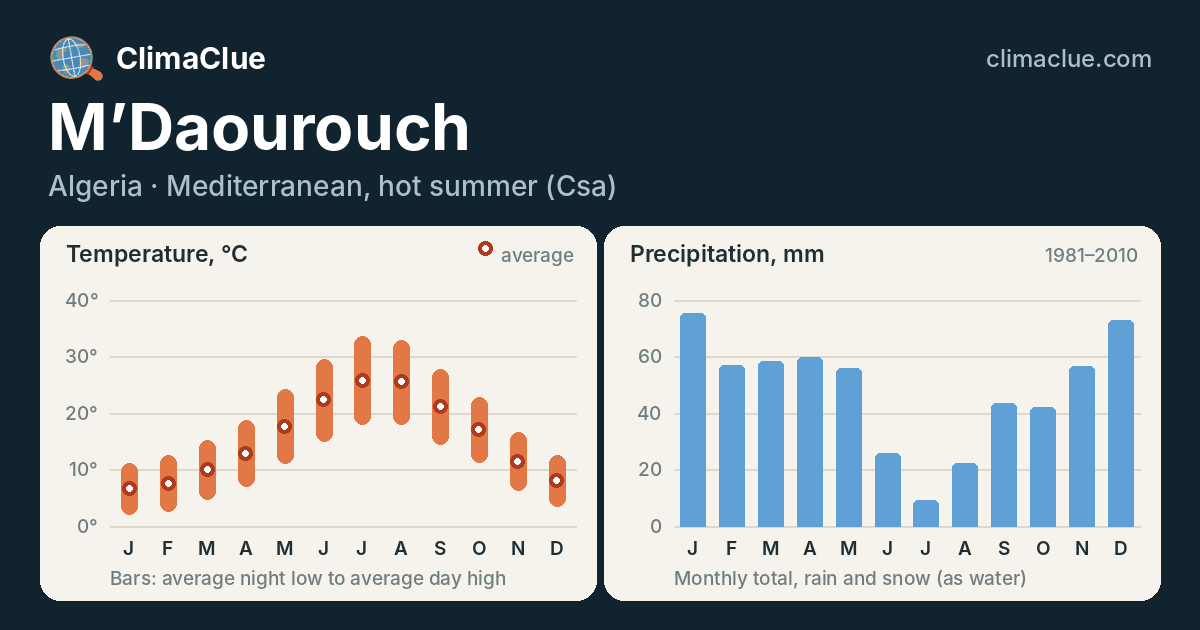 ClimaClue
climaclue.com
M’Daourouch
Algeria · Mediterranean, hot summer (Csa)
Temperature, °C
average
40°
30°
20°
10°
0°
J F M A M J J A S O N D
Bars: average night low to average day high
Precipitation, mm
1981–2010
80
60
40
20
0
J F M A M J J A S O N D
Monthly total, rain and snow (as water)